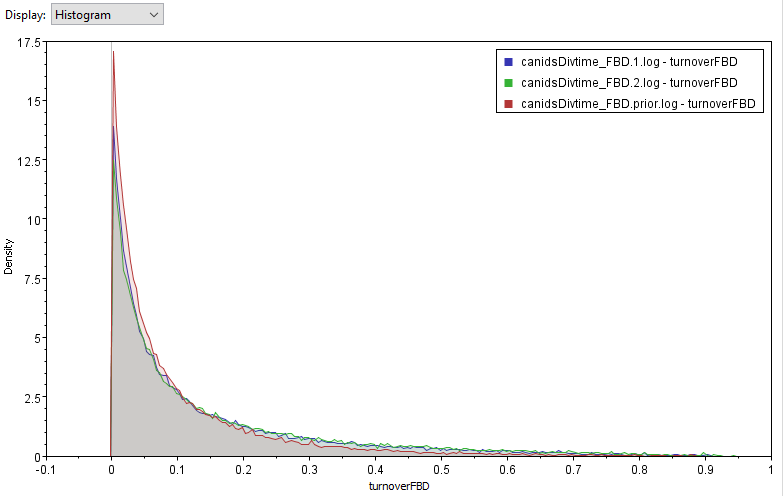 Display: Histogram
17.5
15
12.5
10
7.5
5
2.5
0
Density
canidsDivtime_FBD.1.log - turnoverFBD
canidsDivtime_FBD.2.log - turnoverFBD
canidsDivtime_FBD.prior.log - turnoverFBD
-0.1 0 0.1 0.2 0.3 0.4 0.5 0.6 0.7 0.8 0.9 1
turnoverFBD